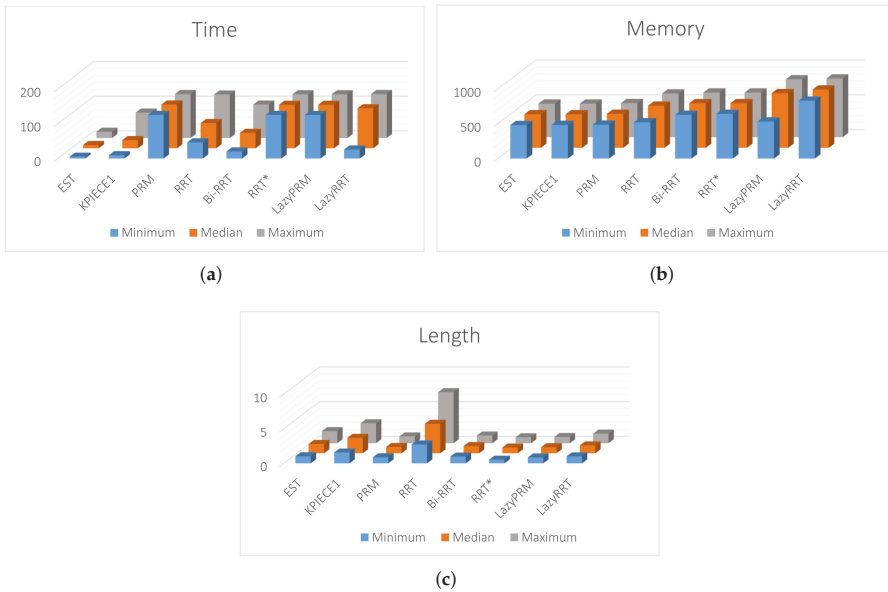 Time
200
100
0
EST
KPIECE1
PRM
RRT
Bi-RRT
RRT*
LazyPRM
LazyRRT
Minimum Median Maximum
(a)
Memory
1000
500
0
EST
KPIECE1
PRM
RRT
Bi-RRT
RRT*
LazyPRM
LazyRRT
Minimum Median Maximum
(b)
Length
10
5
0
EST
KPIECE1
PRM
RRT
Bi-RRT
RRT*
LazyPRM
LazyRRT
Minimum Median Maximum
(c)